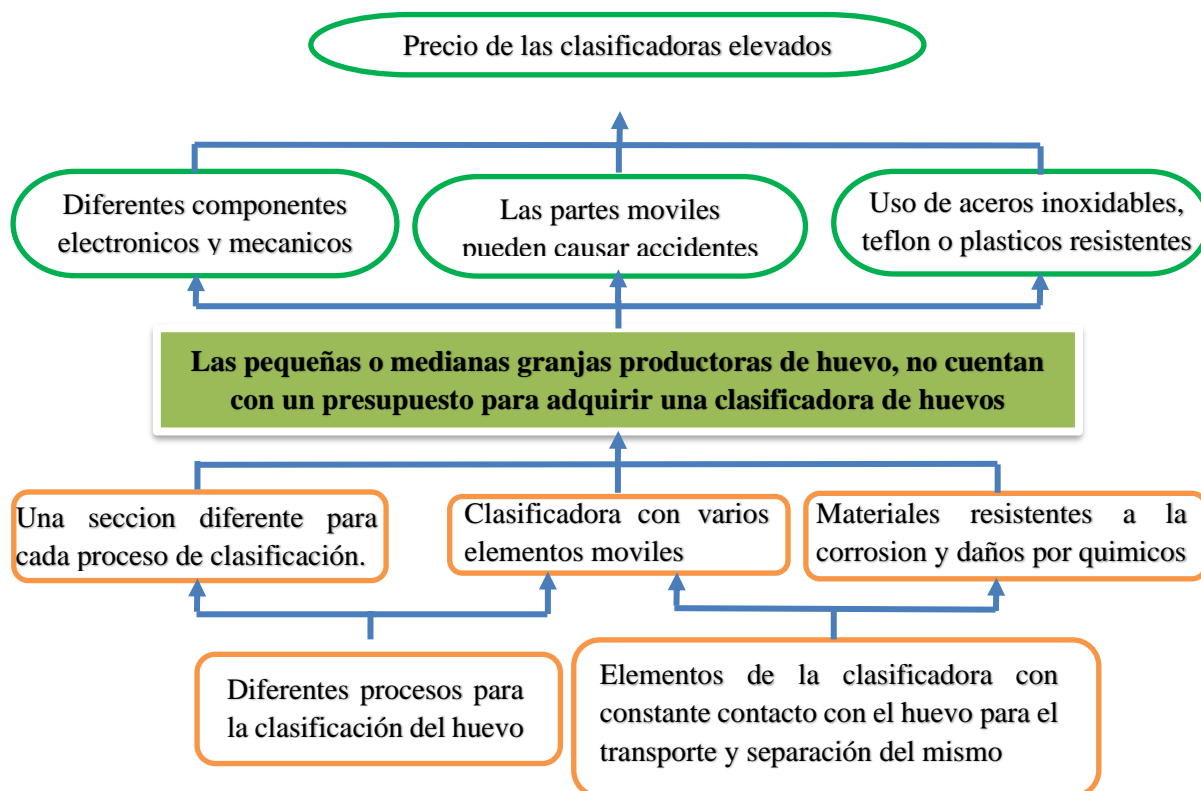 Precio de las clasificadoras elevados
Diferentes componentes
electronicos y mecanicos
Las partes moviles
pueden causar accidentes
Uso de aceros inoxidables,
teflon o plasticos resistentes
Las pequeñas o medianas granjas productoras de huevo, no cuentan
con un presupuesto para adquirir una clasificadora de huevos
Una seccion diferente para
cada proceso de clasificación.
Clasificadora con varios
elementos moviles
Materiales resistentes a la
corrosion y daños por quimicos
Diferentes procesos para
la clasificación del huevo
Elementos de la clasificadora con
constante contacto con el huevo para el
transporte y separación del mismo